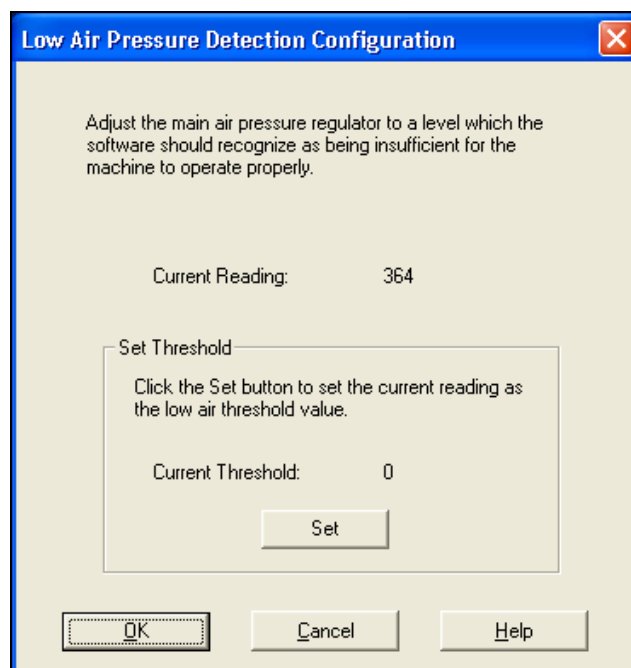 Low Air Pressure Detection Configuration
Adjust the main air pressure regulator to a level which the
software should recognize as being insufficient for the
machine to operate properly.
Current Reading: 364
Set Threshold
Click the Set button to set the current reading as
the low air threshold value.
Current Threshold: 0
Set
OK Cancel Help